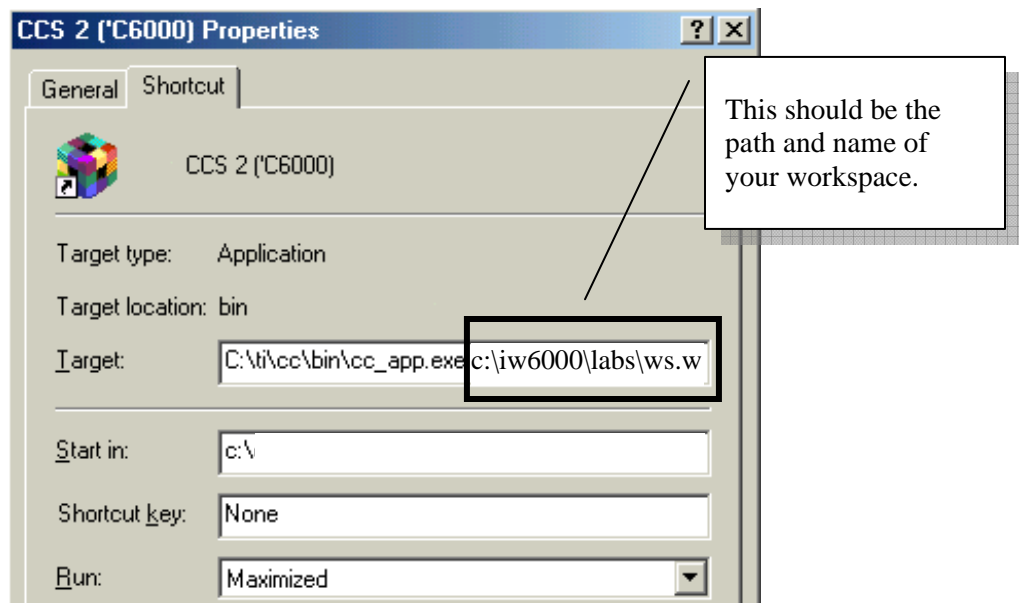 CCS 2 ('C6000) Properties
? ×
General Shortcut
This should be the
path and name of
your workspace.
CCS 2 ('C6000)
Target type: Application
Target location: bin
Target: C:\ti\cc\bin\cc_app.exe c:\iw6000\labs\ws.w
Start in: c:\
Shortcut key: None
Run: Maximized